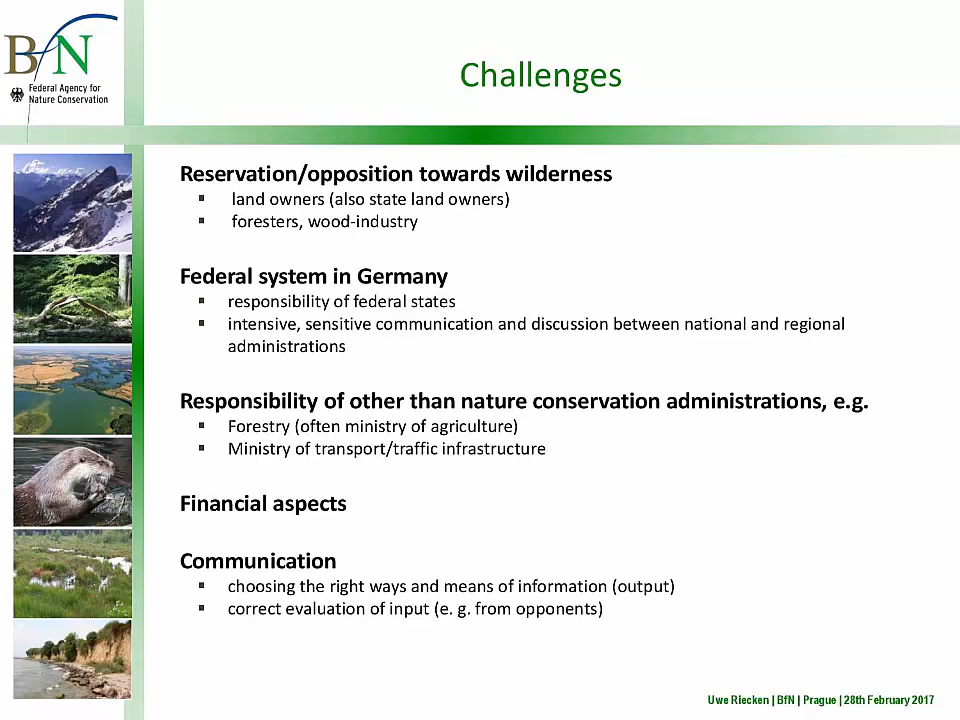 BfN
Federal Agency for
Nature Conservation
Challenges
Reservation/opposition towards wilderness
▪ land owners (also state land owners)
▪ foresters, wood-industry
Federal system in Germany
▪ responsibility of federal states
▪ intensive, sensitive communication and discussion between national and regional
administrations
Responsibility of other than nature conservation administrations, e.g.
▪ Forestry (often ministry of agriculture)
▪ Ministry of transport/traffic infrastructure
Financial aspects
Communication
▪ choosing the right ways and means of information (output)
▪ correct evaluation of input (e. g. from opponents)
Uwe Riecken | BfN | Prague | 28th February 2017